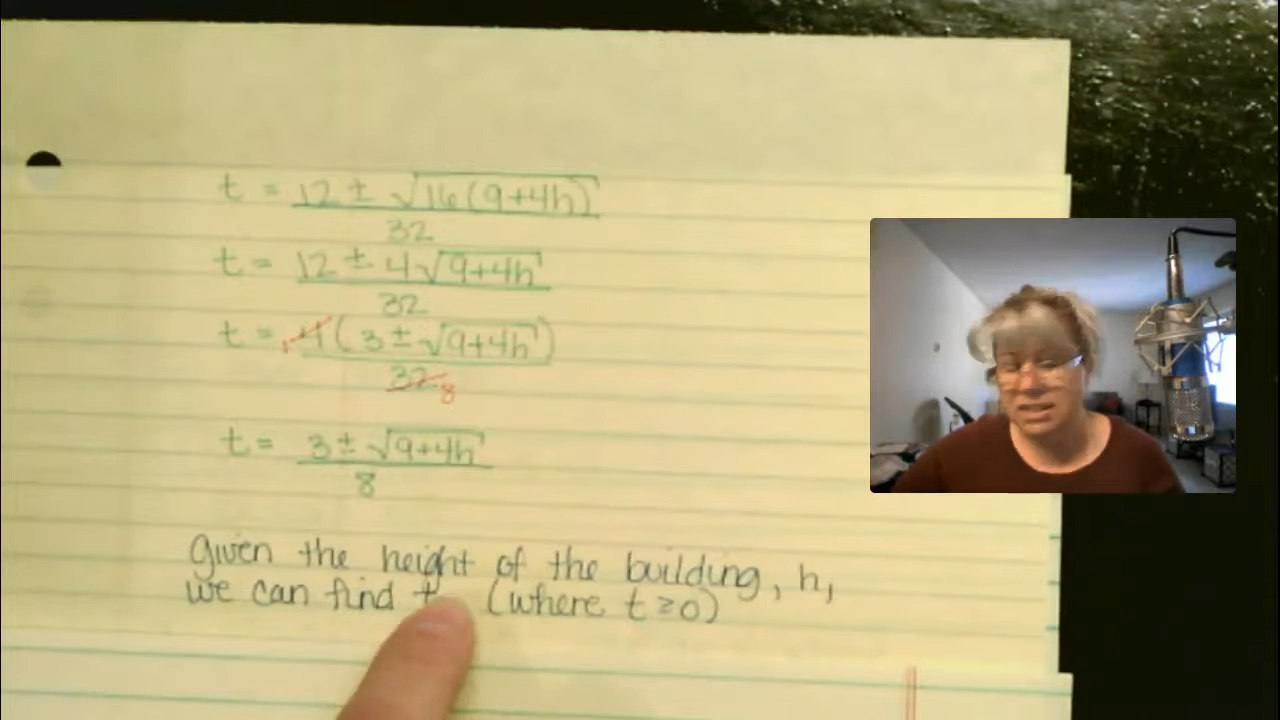 t = 12 ± √16(9+4h)
32
t = 12 ± 4√9+4h
32
t = 1 4(3 ± √9+4h)
32 8
t = 3 ± √9+4h
8
Given the height of the building, h,
we can find t (where t ≥ 0)